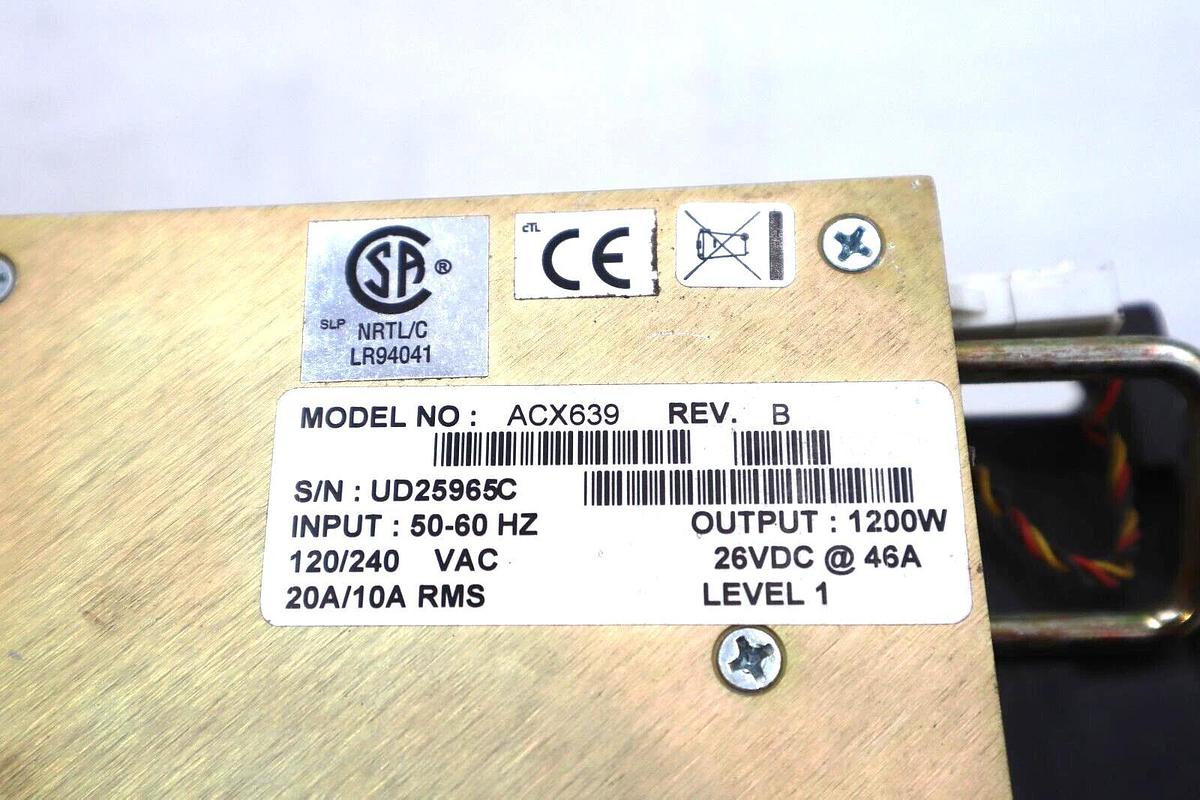 CSA ®
SLP NRTL/C
LR94041
cTL CE
MODEL NO : ACX639 REV. B
S/N : UD25965C
INPUT : 50-60 HZ OUTPUT : 1200W
120/240 VAC 26VDC @ 46A
20A/10A RMS LEVEL 1